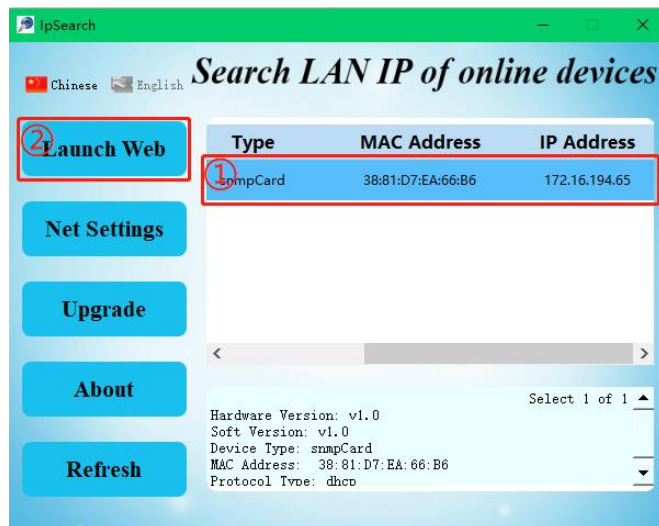 IpSearch
Chinese English
Search LAN IP of online devices
② Launch Web
Type MAC Address IP Address
① snmpCard 38:81:D7:EA:66:B6 172.16.194.65
Net Settings
Upgrade
About
Refresh
Select 1 of 1
Hardware Version: v1.0
Soft Version: v1.0
Device Type: snmpCard
MAC Address: 38:81:D7:EA:66:B6
Protocol Type: dhcp